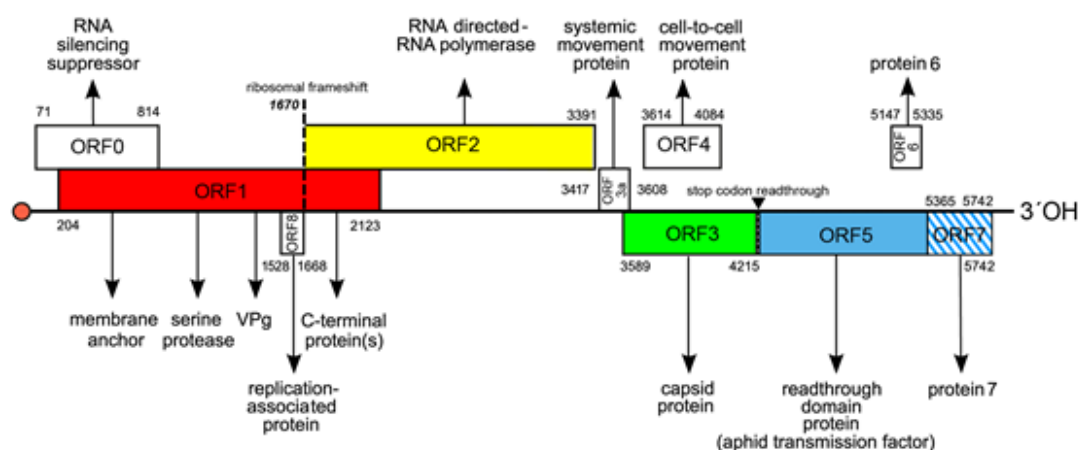 RNA
silencing
suppressor
RNA directed-
RNA polymerase
systemic
movement
protein
cell-to-cell
movement
protein
protein 6
ribosomal frameshift
71
814
1670
3391
3614
4084
5147
5335
ORF0
ORF2
ORF4
ORF
6
ORF1
3417
ORF
3a
3608
stop codon readthrough
5365
5742
3´OH
204
ORF8
2123
ORF3
ORF5
ORF7
1528
1668
3589
4215
5742
membrane
anchor
serine
protease
VPg
C-terminal
protein(s)
replication-
associated
protein
capsid
protein
readthrough
domain
protein
(aphid transmission factor)
protein 7